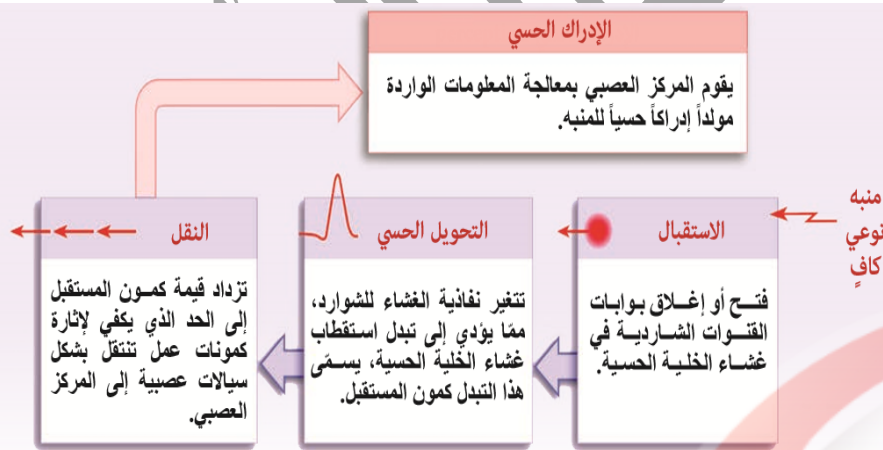 الإدراك الحسي
يقوم المركز العصبي بمعالجة المعلومات الواردة
مولداً إدراكاً حسياً للمنبه.
منبه
نوعي
كافٍ
الاستقبال
فتح أو إغلاق بوابات
القنوات الشاردية في
غشاء الخلية الحسية.
التحويل الحسي
تتغير نفاذية الغشاء للشوارد،
ممّا يؤدي إلى تبدل استقطاب
غشاء الخلية الحسية، يسمّى
هذا التبدل كمون المستقبل.
النقل
تزداد قيمة كمون المستقبل
إلى الحد الذي يكفي لإثارة
كمونات عمل تنتقل بشكل
سيالات عصبية إلى المركز
العصبي.